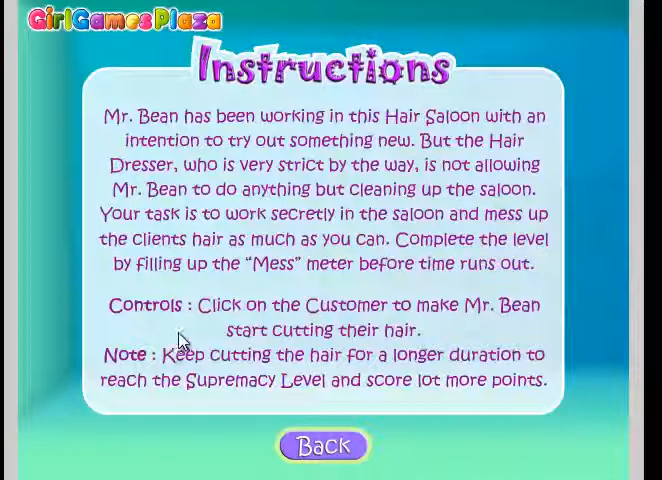 GirlGamesPlaza
Instructions
Mr. Bean has been working in this Hair Saloon with an
intention to try out something new. But the Hair
Dresser, who is very strict by the way, is not allowing
Mr. Bean to do anything but cleaning up the saloon.
Your task is to work secretly in the saloon and mess up
the clients hair as much as you can. Complete the level
by filling up the “Mess” meter before time runs out.
Controls : Click on the Customer to make Mr. Bean
start cutting their hair.
Note : Keep cutting the hair for a longer duration to
reach the Supremacy Level and score lot more points.
Back